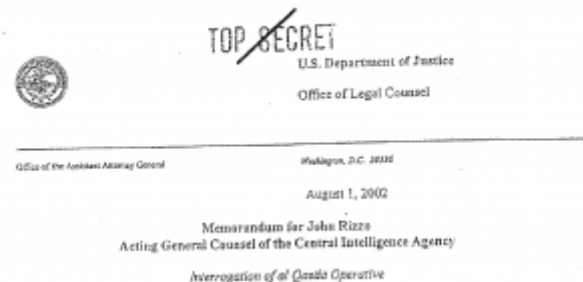 TOP SECRET
U.S. Department of Justice
Office of Legal Counsel
Office of the Assistant Attorney General
Washington, D.C. 20530
August 1, 2002
Memorandum for John Rizzo
Acting General Counsel of the Central Intelligence Agency
Interrogation of al Qaeda Operative